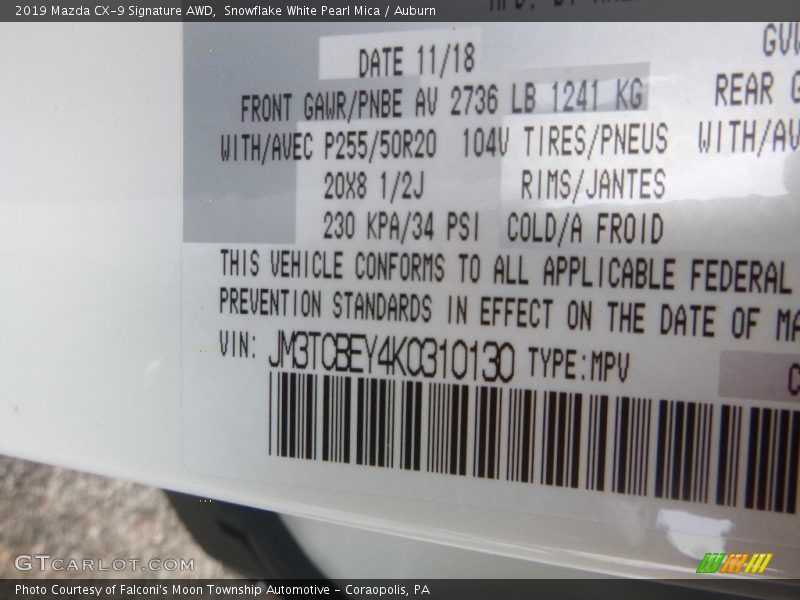 2019 Mazda CX-9 Signature AWD,  Snowflake White Pearl Mica / Auburn
DATE 11/18
FRONT GAWR/PNBE AV 2736 LB 1241 KG REAR
WITH/AVEC P255/50R20 104V TIRES/PNEUS WITH/AV
20X8 1/2J RIMS/JANTES
230 KPA/34 PSI COLD/A FROID
THIS VEHICLE CONFORMS TO ALL APPLICABLE FEDERAL
PREVENTION STANDARDS IN EFFECT ON THE DATE OF MA
VIN: JM3TCBEY4K0310130 TYPE:MPV
GTCARLOT.COM
Photo Courtesy of Falconi's Moon Township Automotive - Coraopolis, PA